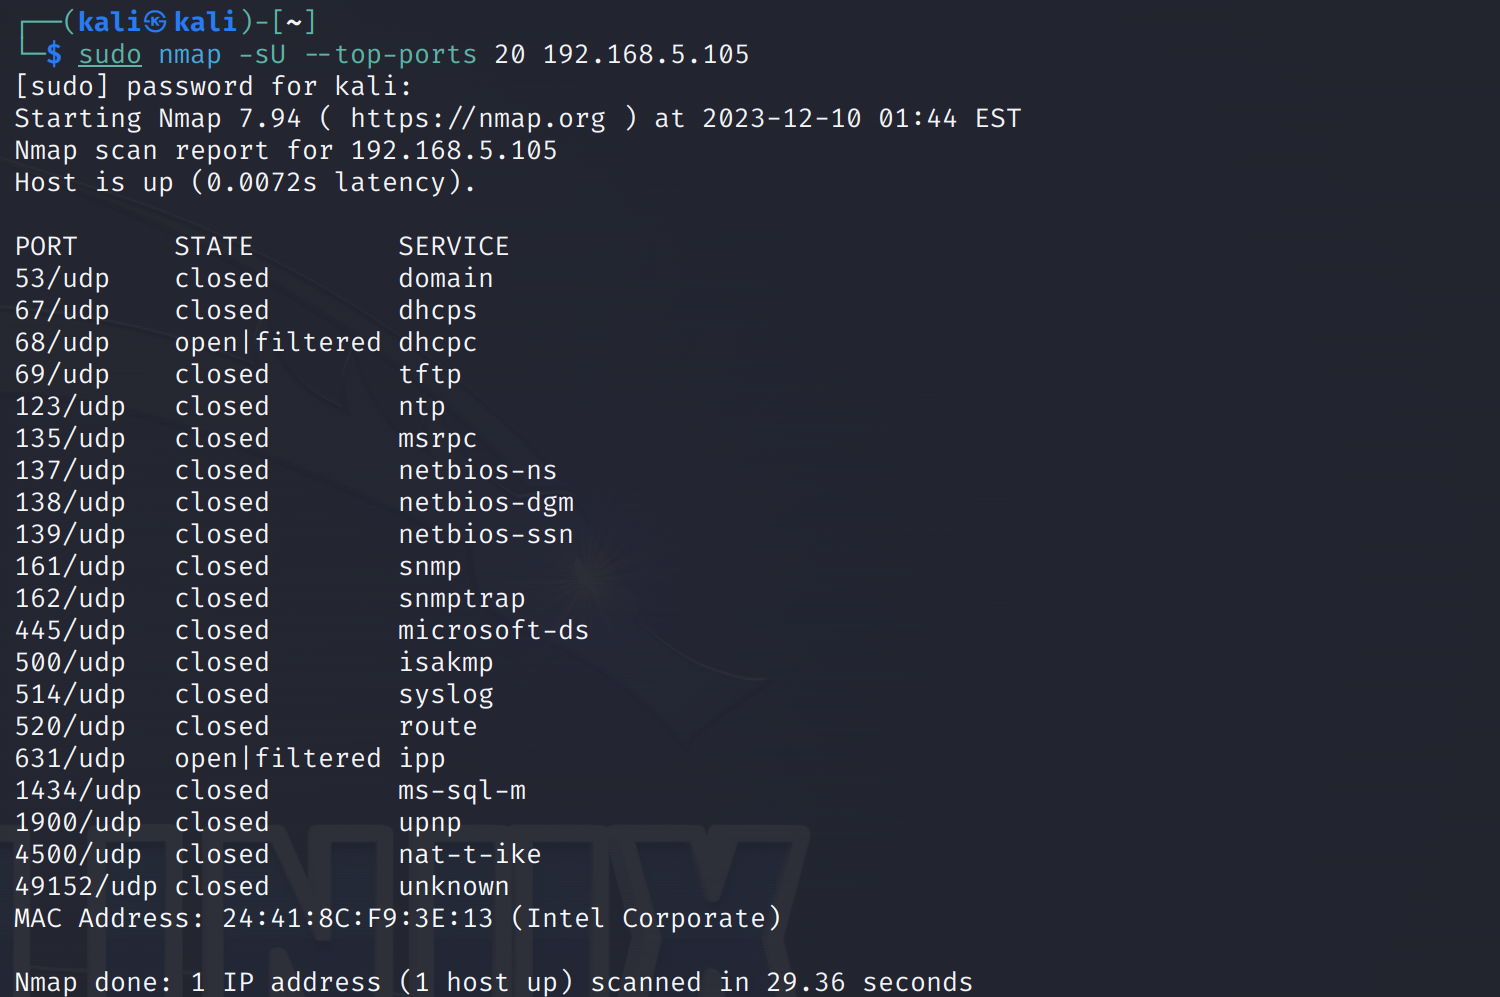 ┌──(kali㉿kali)-[~]
└─$ sudo nmap -sU --top-ports 20 192.168.5.105
[sudo] password for kali:
Starting Nmap 7.94 ( https://nmap.org ) at 2023-12-10 01:44 EST
Nmap scan report for 192.168.5.105
Host is up (0.0072s latency).

PORT      STATE         SERVICE
53/udp    closed        domain
67/udp    closed        dhcps
68/udp    open|filtered dhcpc
69/udp    closed        tftp
123/udp   closed        ntp
135/udp   closed        msrpc
137/udp   closed        netbios-ns
138/udp   closed        netbios-dgm
139/udp   closed        netbios-ssn
161/udp   closed        snmp
162/udp   closed        snmptrap
445/udp   closed        microsoft-ds
500/udp   closed        isakmp
514/udp   closed        syslog
520/udp   closed        route
631/udp   open|filtered ipp
1434/udp  closed        ms-sql-m
1900/udp  closed        upnp
4500/udp  closed        nat-t-ike
49152/udp closed        unknown
MAC Address: 24:41:8C:F9:3E:13 (Intel Corporate)

Nmap done: 1 IP address (1 host up) scanned in 29.36 seconds